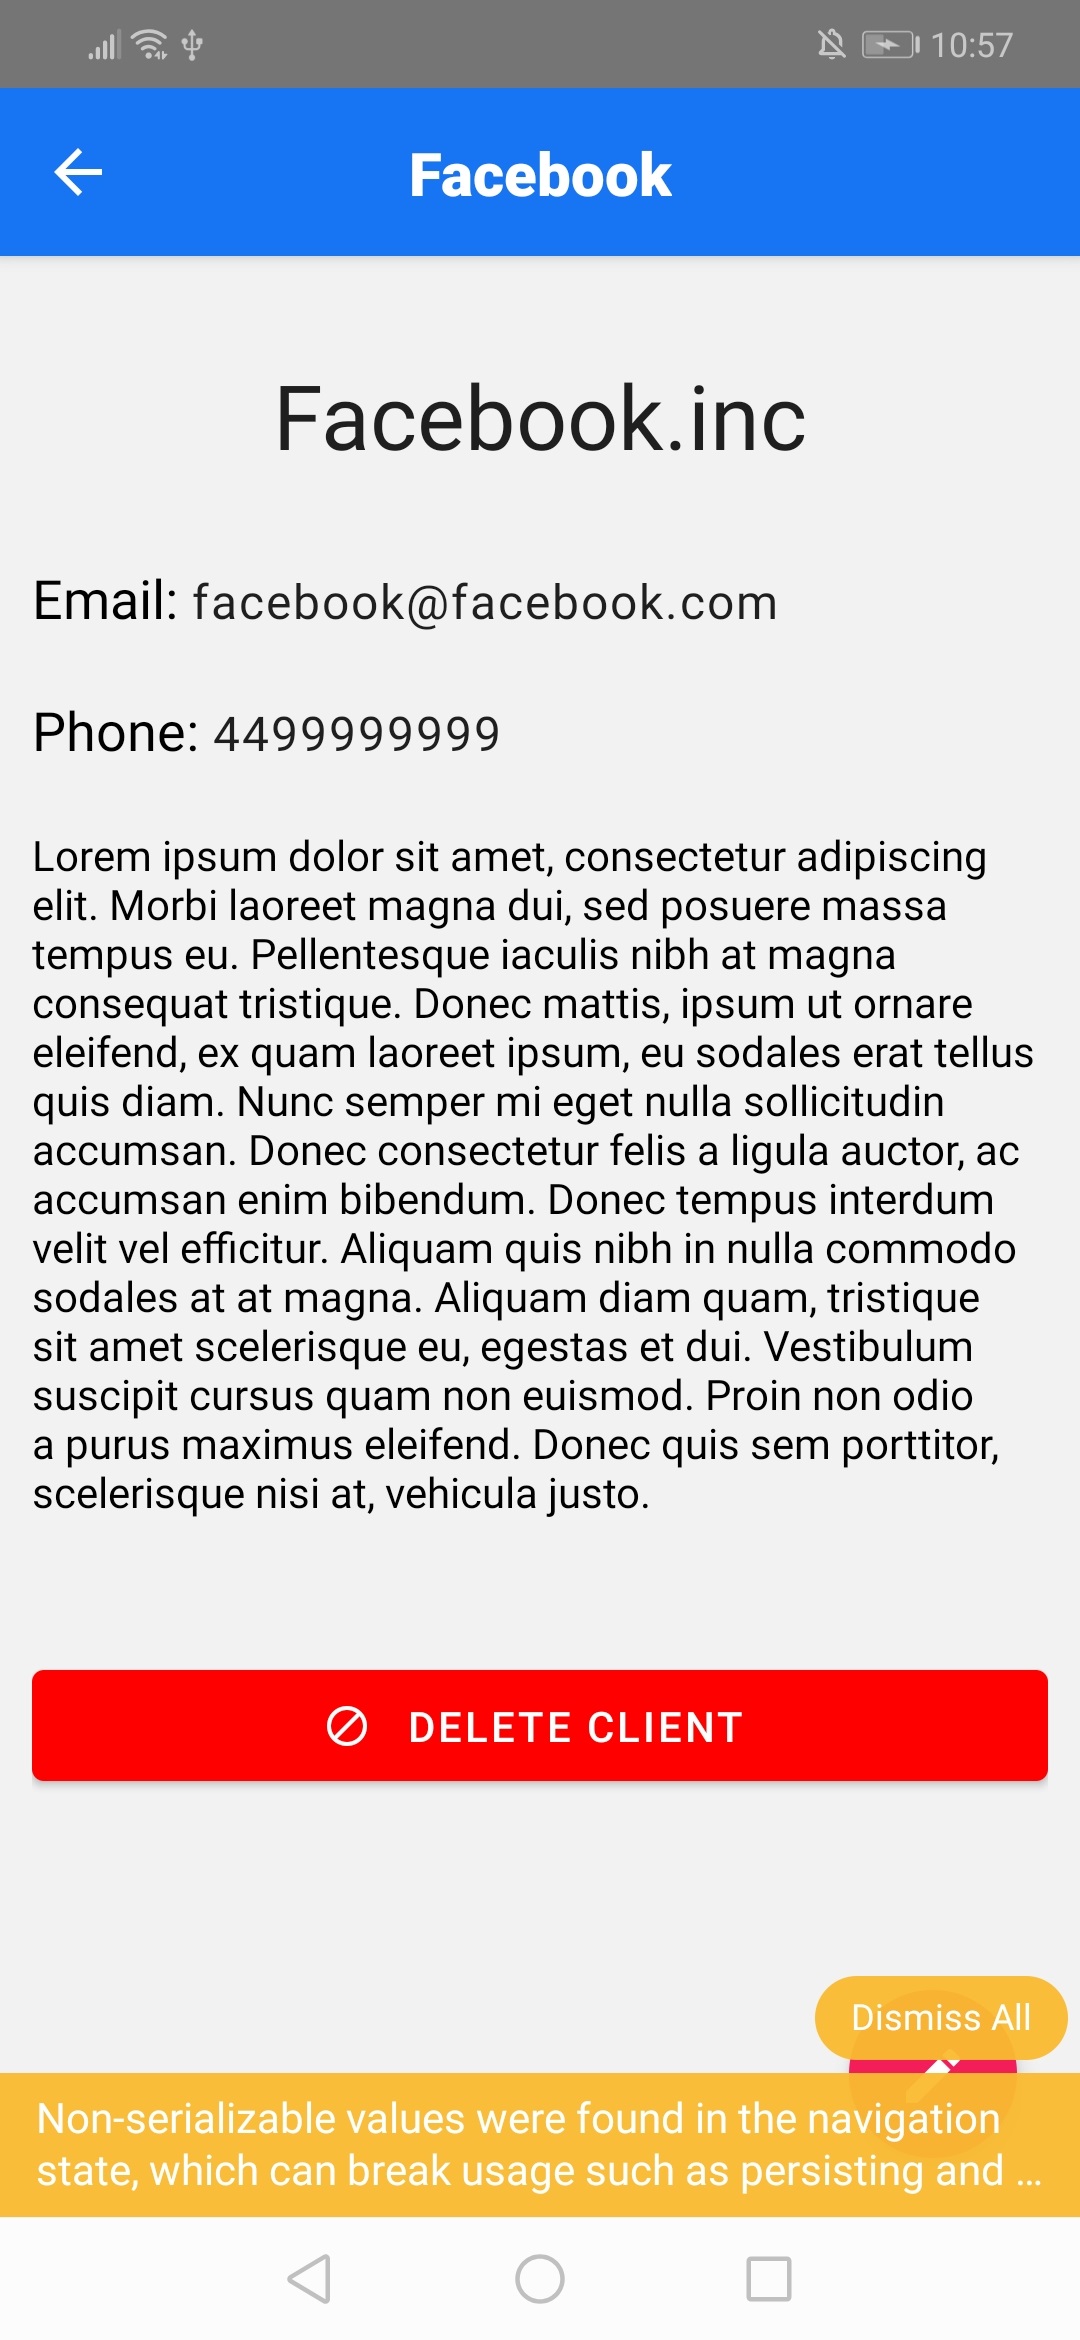 10:57
Facebook
Facebook.inc
Email: facebook@facebook.com
Phone: 4499999999
Lorem ipsum dolor sit amet, consectetur adipiscing
elit. Morbi laoreet magna dui, sed posuere massa
tempus eu. Pellentesque iaculis nibh at magna
consequat tristique. Donec mattis, ipsum ut ornare
eleifend, ex quam laoreet ipsum, eu sodales erat tellus
quis diam. Nunc semper mi eget nulla sollicitudin
accumsan. Donec consectetur felis a ligula auctor, ac
accumsan enim bibendum. Donec tempus interdum
velit vel efficitur. Aliquam quis nibh in nulla commodo
sodales at at magna. Aliquam diam quam, tristique
sit amet scelerisque eu, egestas et dui. Vestibulum
suscipit cursus quam non euismod. Proin non odio
a purus maximus eleifend. Donec quis sem porttitor,
scelerisque nisi at, vehicula justo.
DELETE CLIENT
Dismiss All
Non-serializable values were found in the navigation
state, which can break usage such as persisting and ...